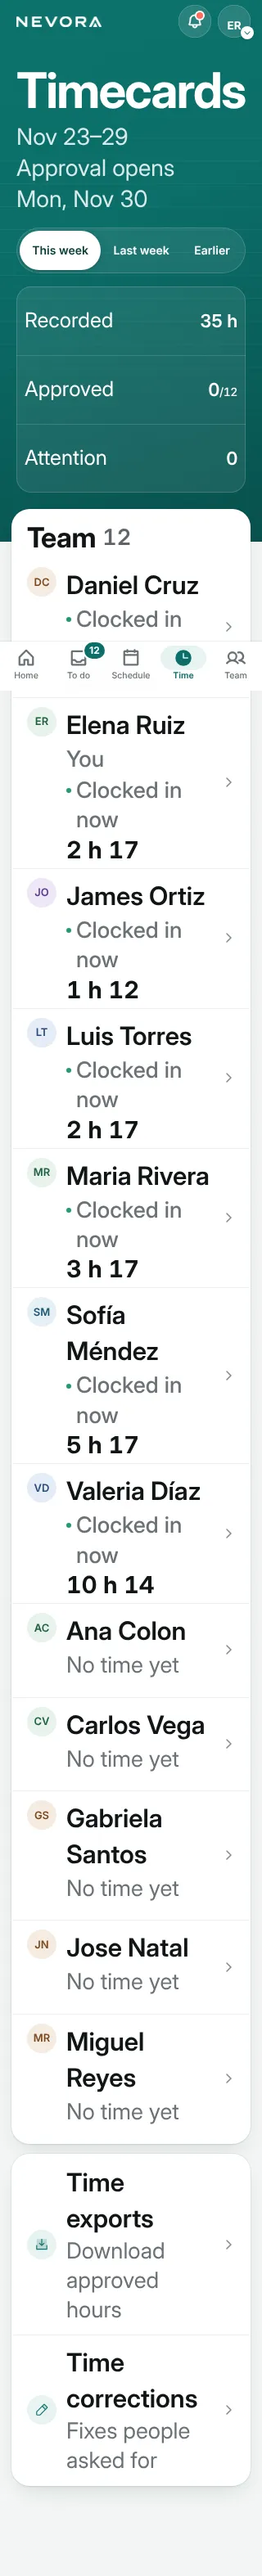 NEVORA
ER
Timecards
Nov 23–29
Approval opens
Mon, Nov 30
This week
Last week
Earlier
Recorded
35 h
Approved
0/12
Attention
0
Team 12
DC
Daniel Cruz
Clocked in
Home
12
To do
Schedule
Time
Team
ER
Elena Ruiz
You
Clocked in
now
2 h 17
JO
James Ortiz
Clocked in
now
1 h 12
LT
Luis Torres
Clocked in
now
2 h 17
MR
Maria Rivera
Clocked in
now
3 h 17
SM
Sofía
Méndez
Clocked in
now
5 h 17
VD
Valeria Díaz
Clocked in
now
10 h 14
AC
Ana Colon
No time yet
CV
Carlos Vega
No time yet
GS
Gabriela
Santos
No time yet
JN
Jose Natal
No time yet
MR
Miguel
Reyes
No time yet
Time
exports
Download
approved
hours
Time
corrections
Fixes people
asked for